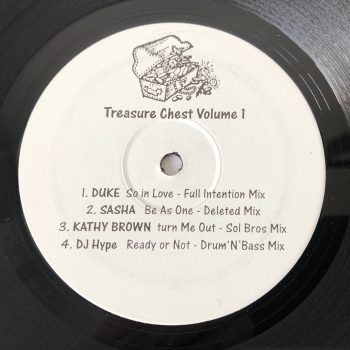 Treasure Chest Volume 1
1. DUKE So in Love - Full Intention Mix
2. SASHA Be As One - Deleted Mix
3. KATHY BROWN turn Me Out - Sol Bros Mix
4. DJ Hype Ready or Not - Drum'N'Bass Mix